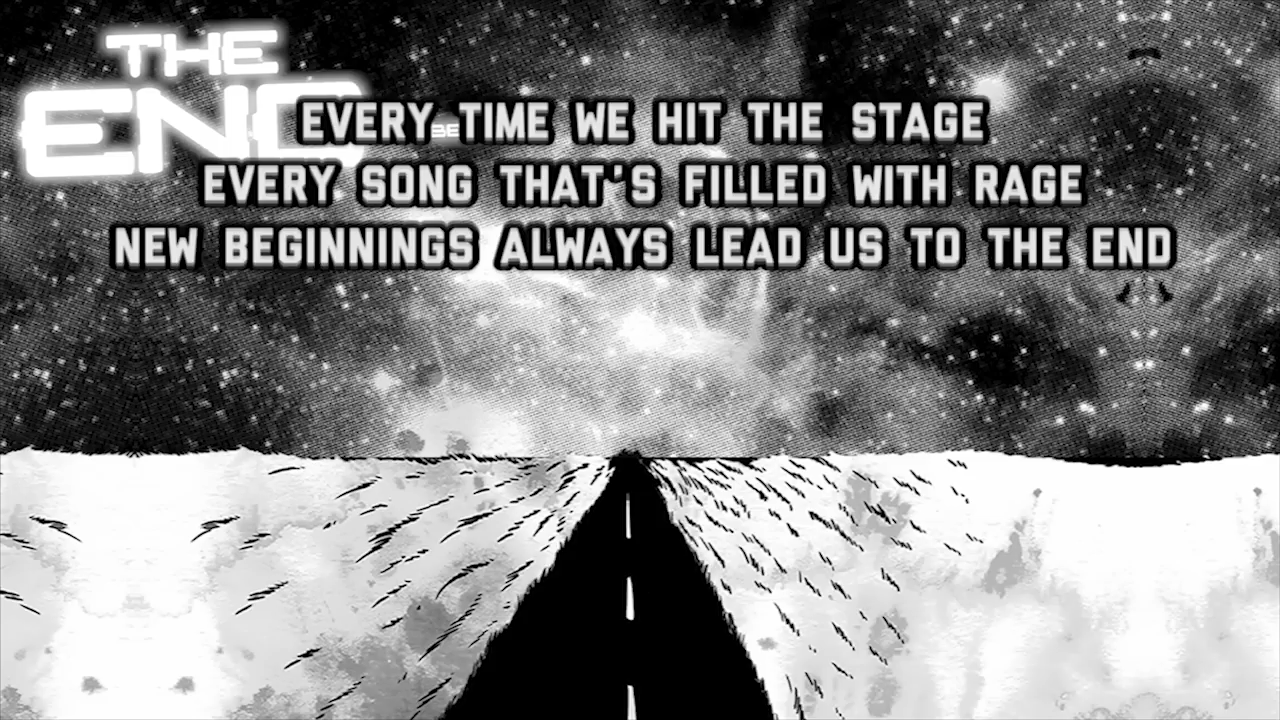 THE
END
EVERY TIME WE HIT THE STAGE
EVERY SONG THAT'S FILLED WITH RAGE
NEW BEGINNINGS ALWAYS LEAD US TO THE END